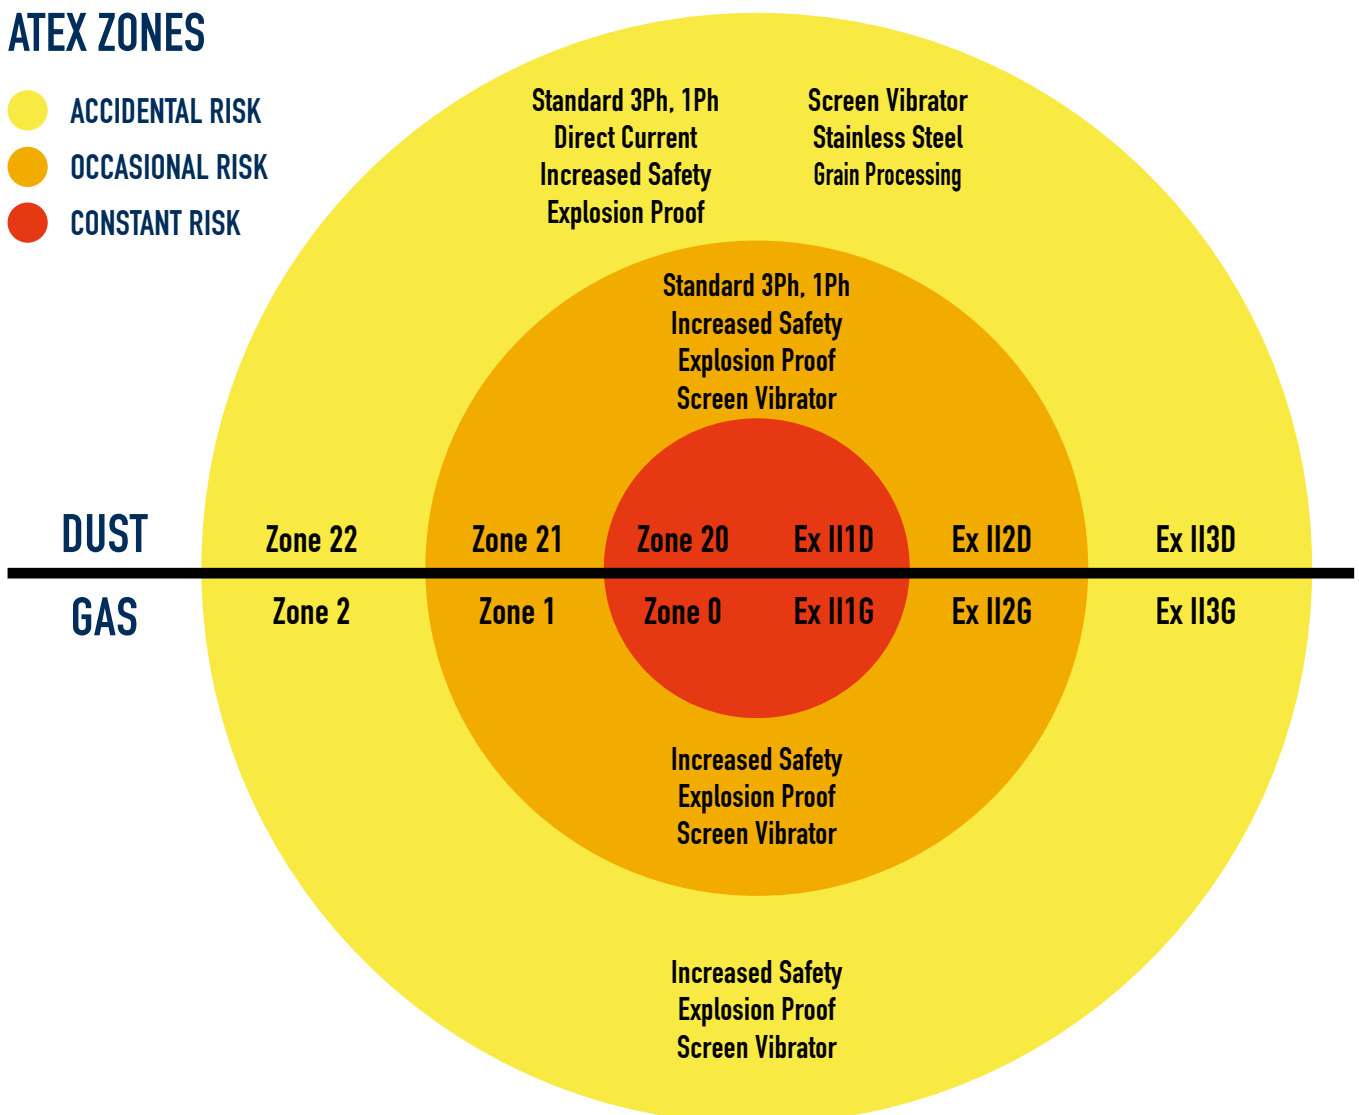 ATEX ZONES
ACCIDENTAL RISK
OCCASIONAL RISK
CONSTANT RISK
Standard 3Ph, 1Ph
Direct Current
Increased Safety
Explosion Proof
Screen Vibrator
Stainless Steel
Grain Processing
Standard 3Ph, 1Ph
Increased Safety
Explosion Proof
Screen Vibrator
DUST
Zone 22
Zone 21
Zone 20
Ex II1D
Ex II2D
Ex II3D
GAS
Zone 2
Zone 1
Zone 0
Ex II1G
Ex II2G
Ex II3G
Increased Safety
Explosion Proof
Screen Vibrator
Increased Safety
Explosion Proof
Screen Vibrator